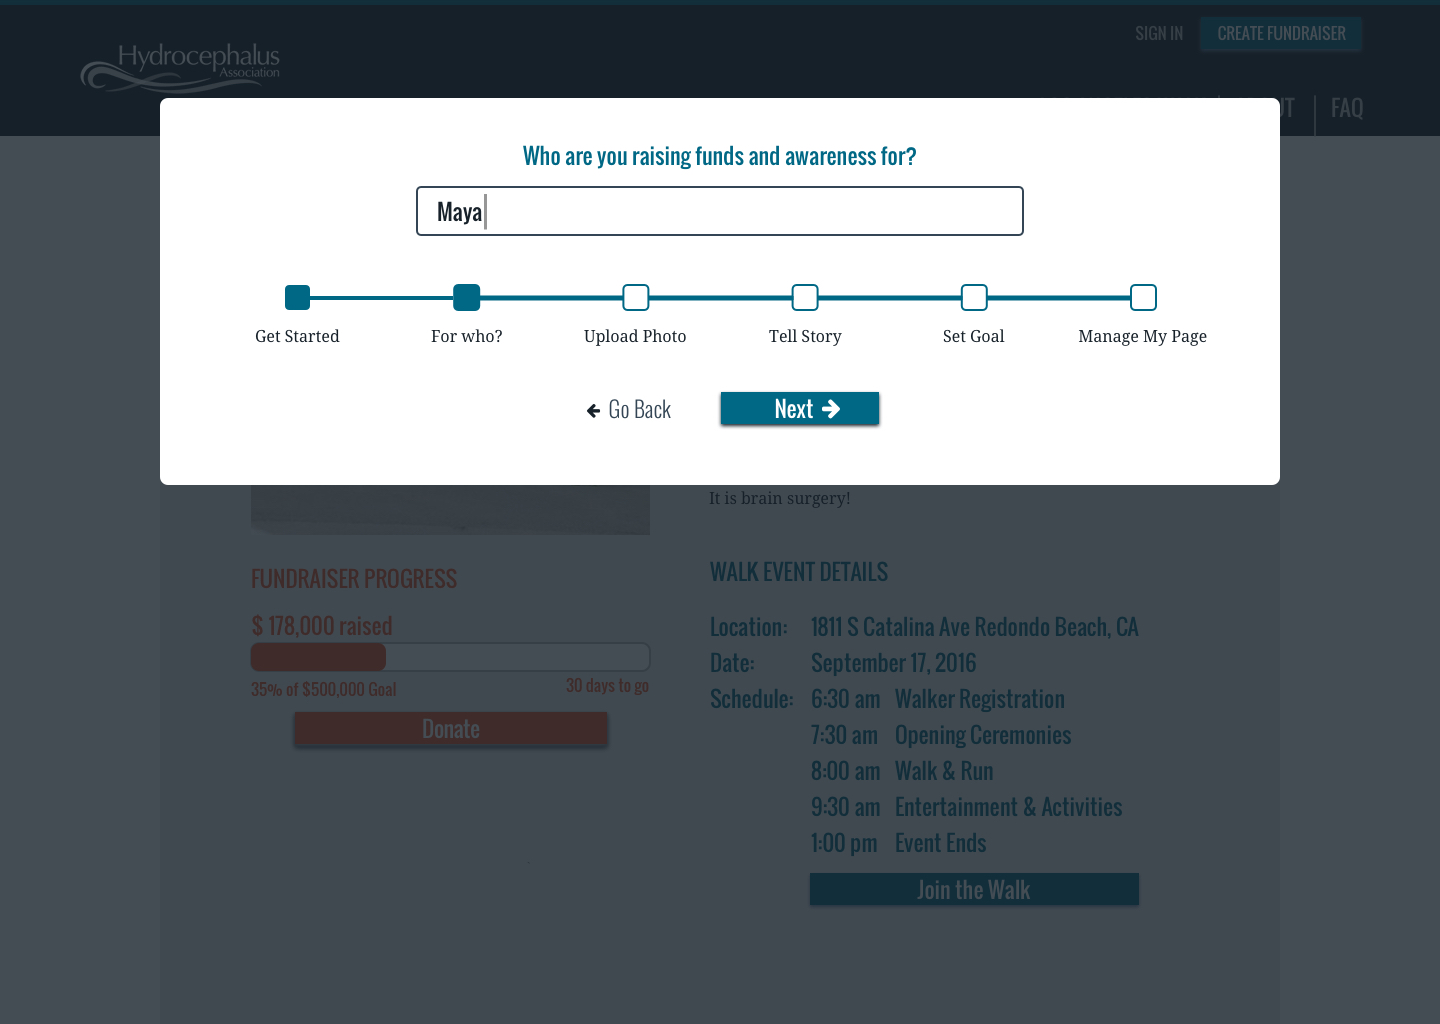 SIGN IN
CREATE FUNDRAISER
Hydrocephalus
Association
FAQ
Who are you raising funds and awareness for?
Maya
Get Started
For who?
Upload Photo
Tell Story
Set Goal
Manage My Page
Go Back
Next
It is brain surgery!
FUNDRAISER PROGRESS
$ 178,000 raised
35% of $500,000 Goal
30 days to go
Donate
WALK EVENT DETAILS
Location: 1811 S Catalina Ave Redondo Beach, CA
Date: September 17, 2016
Schedule: 6:30 am Walker Registration
7:30 am Opening Ceremonies
8:00 am Walk & Run
9:30 am Entertainment & Activities
1:00 pm Event Ends
Join the Walk